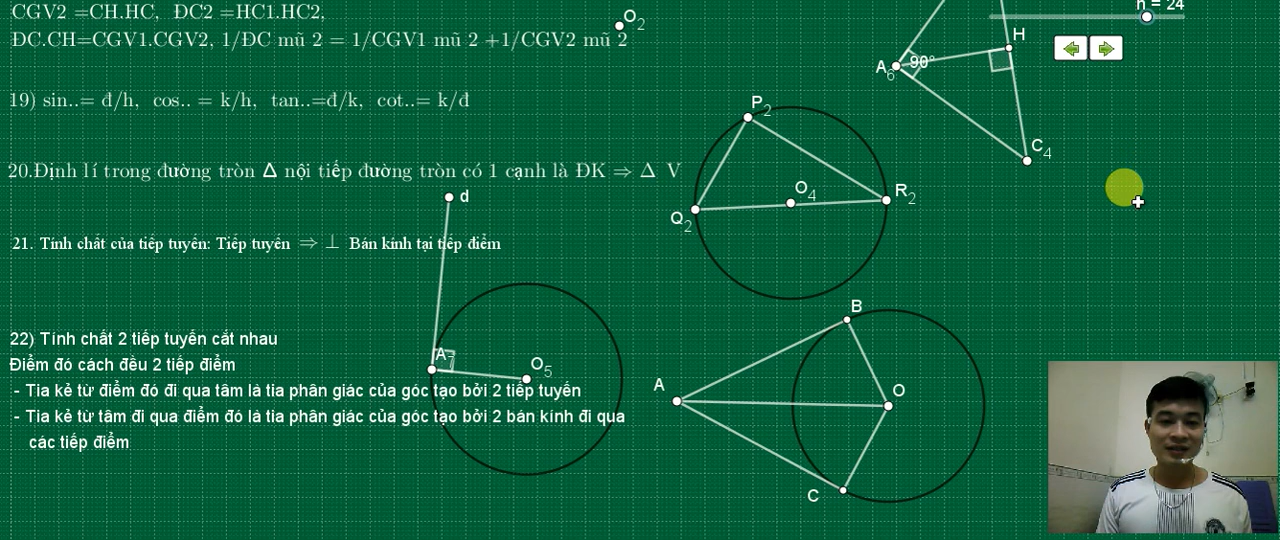 CGV2 =CH.HC, ĐC2 =HC1.HC2,
ĐC.CH=CGV1.CGV2, 1/ĐC mũ 2 = 1/CGV1 mũ 2 +1/CGV2 mũ 2
O2
n = 24
H
A6 90°
C4
19) sin..= đ/h, cos.. = k/h, tan..=đ/k, cot..= k/đ
P2
20.Định lí trong đường tròn Δ nội tiếp đường tròn có 1 cạnh là ĐK ⇒ Δ V
O4
R2
Q2
d
21. Tính chất của tiếp tuyến: Tiếp tuyến ⇒ ⊥ Bán kính tại tiếp điểm
B
22) Tính chất 2 tiếp tuyến cắt nhau
A7
O5
Điểm đó cách đều 2 tiếp điểm
A
O
- Tia kẻ từ điểm đó đi qua tâm là tia phân giác của góc tạo bởi 2 tiếp tuyến
- Tia kẻ từ tâm đi qua điểm đó là tia phân giác của góc tạo bởi 2 bán kính đi qua
các tiếp điểm
C